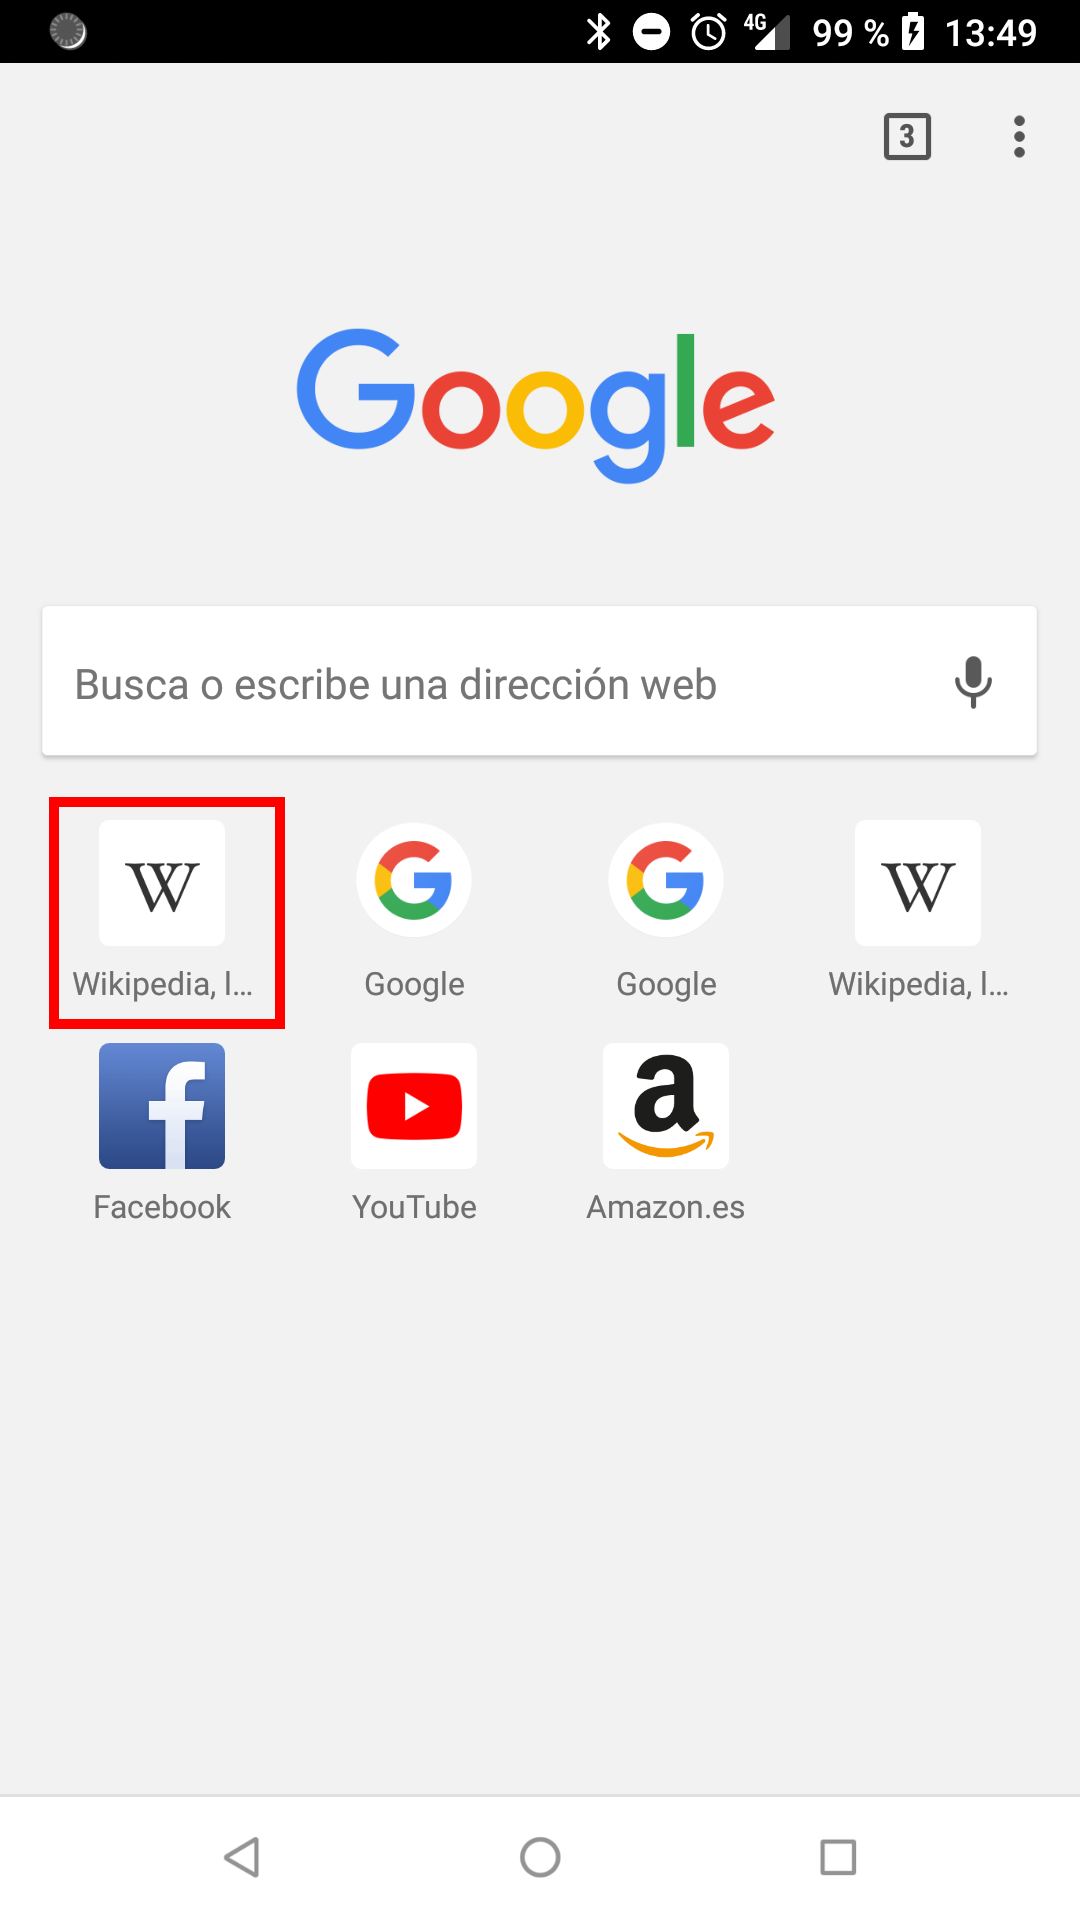 4G 99 % 13:49
3
Google
Busca o escribe una dirección web
W W
Wikipedia, l... Google Google Wikipedia, l...
Facebook YouTube Amazon.es